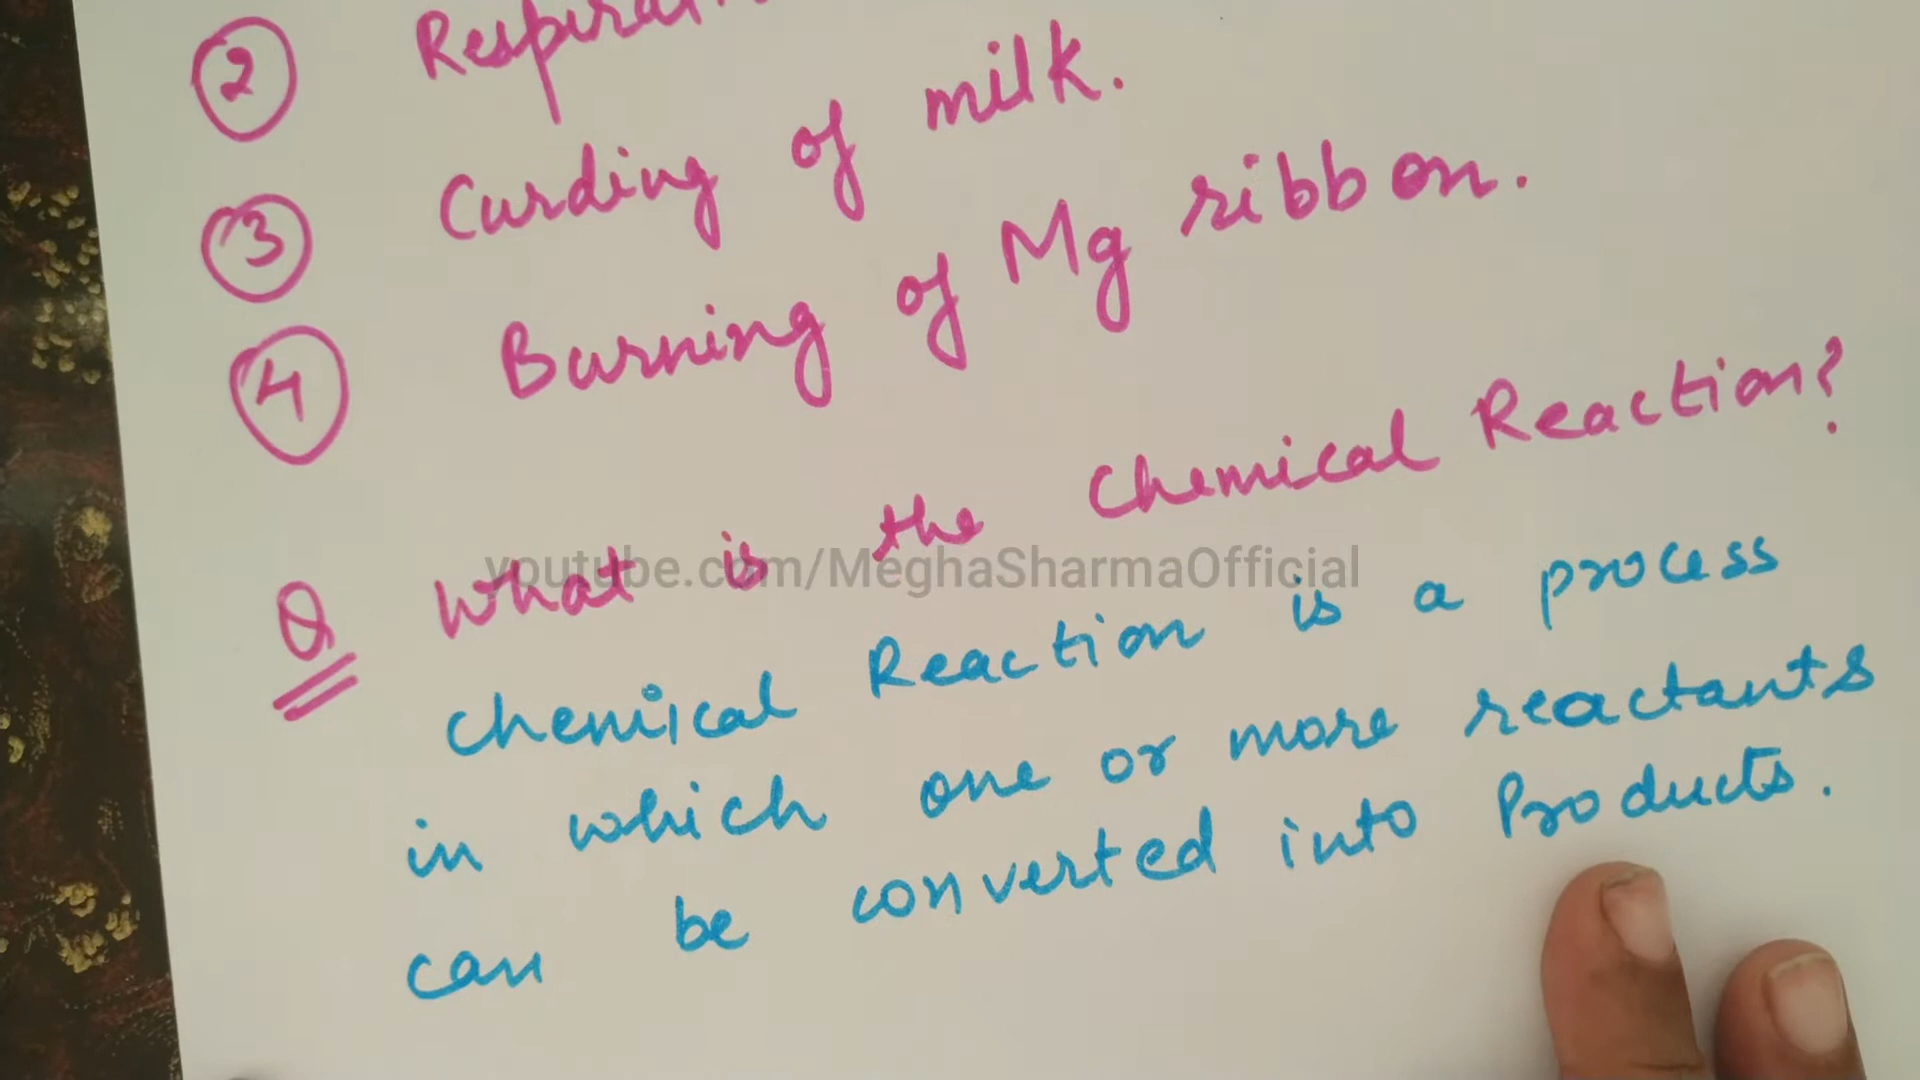 2
3 Curding of milk.
4 Burning of Mg ribbon.
Q What is the Chemical Reaction?
youtube.com/MeghaSharmaOfficial
Chemical Reaction is a process
in which one or more reactants
can be converted into Products.